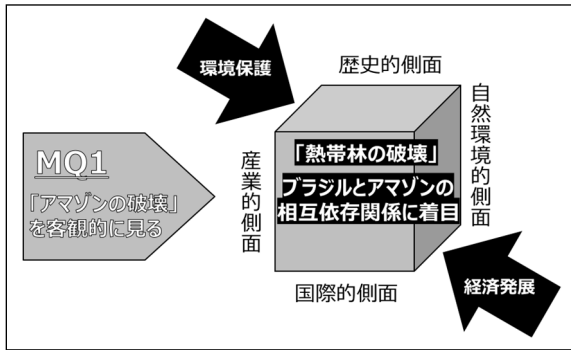 環境保護
歴史的側面
自然環境的側面
MQ1
「アマゾンの破壊」
を客観的に見る
産業的側面
「熱帯林の破壊」
ブラジルとアマゾンの
相互依存関係に着目
国際的側面
経済発展